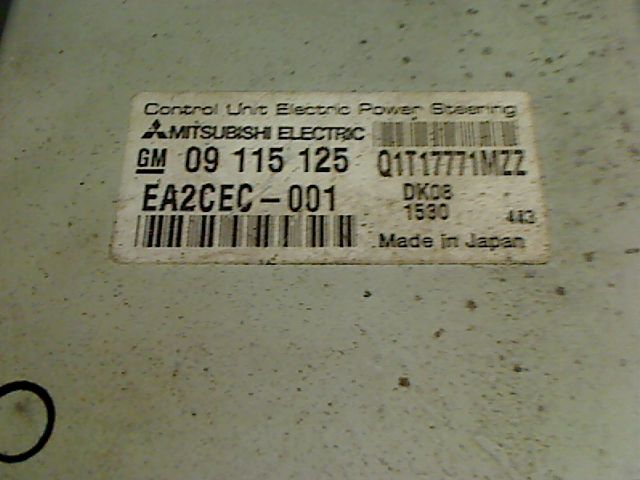 Control Unit Electric Power Steering
MITSUBISHI ELECTRIC
GM 09 115 125 Q1T17771MZZ
EA2CEC-001 DK08
1530 443
Made in Japan